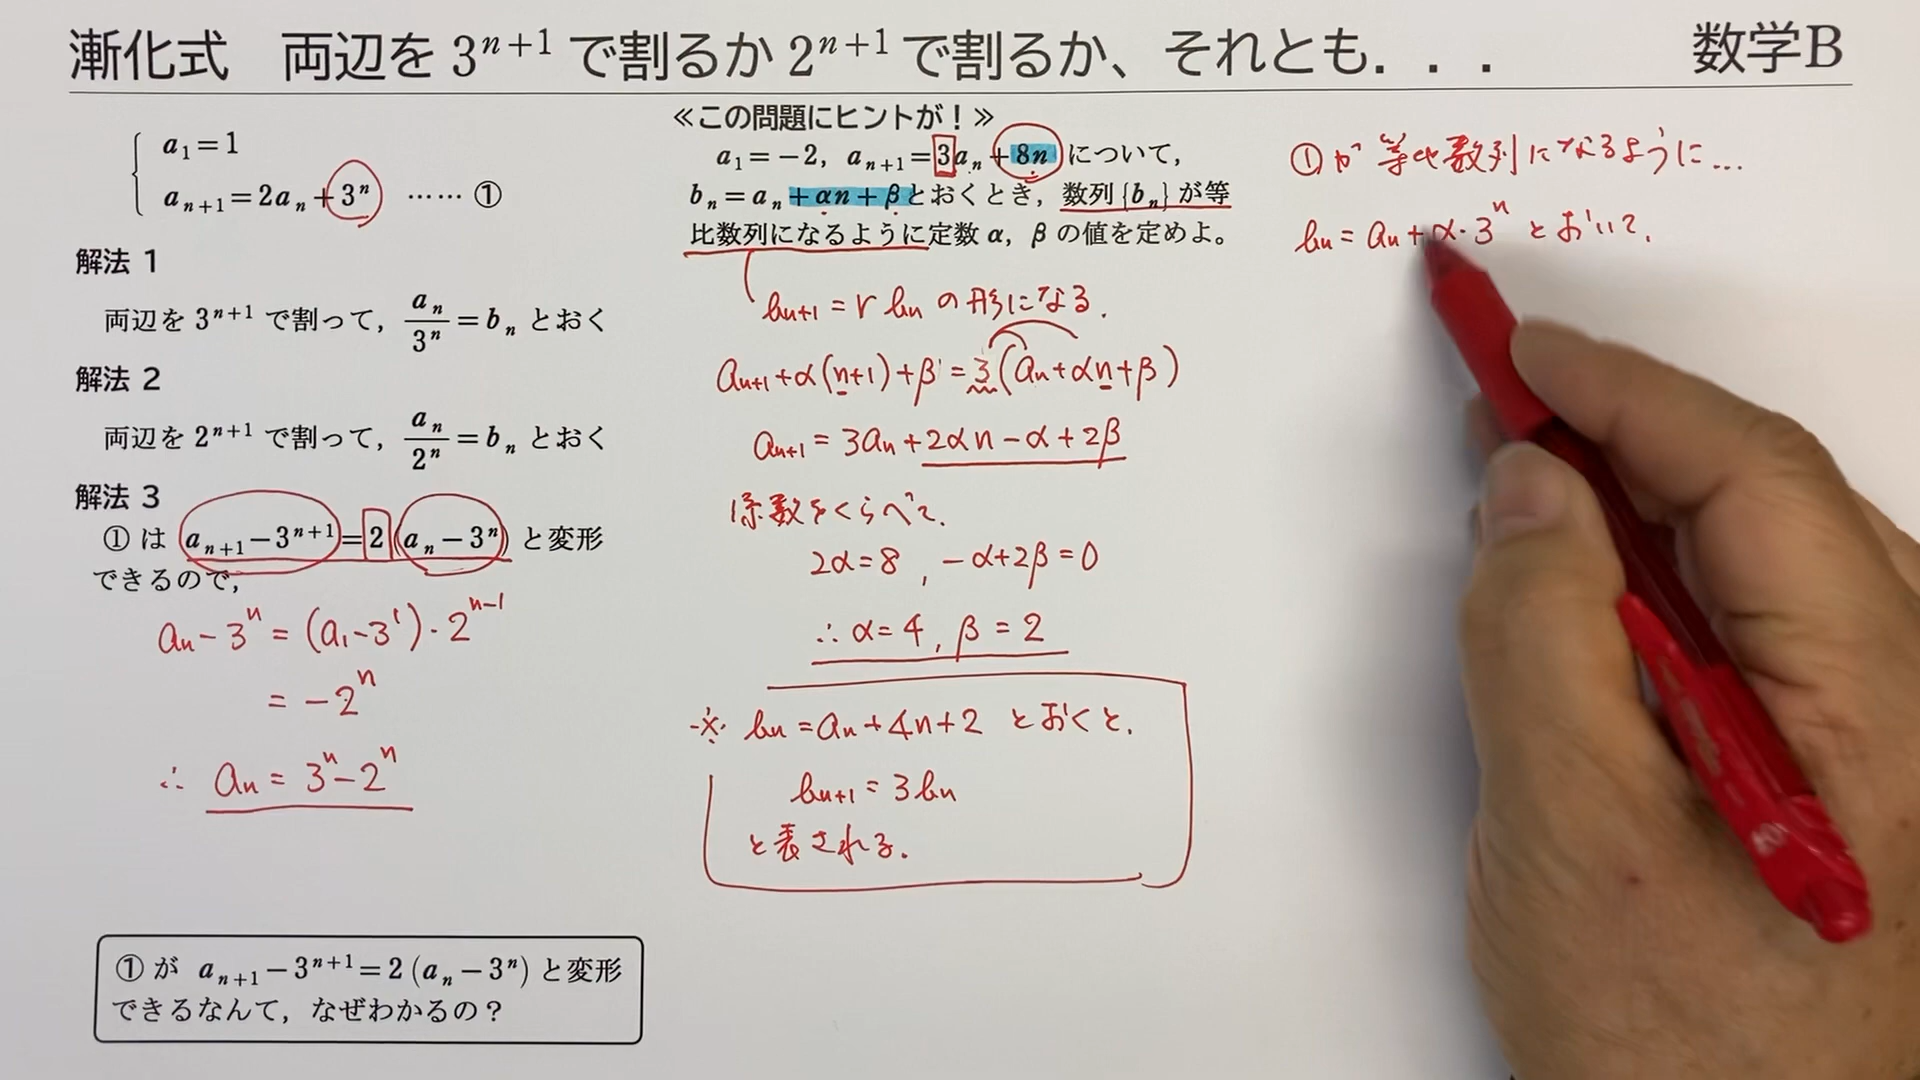 漸化式　両辺を 3^{n+1} で割るか 2^{n+1} で割るか、それとも．．．　数学B
a_1 = 1
a_{n+1} = 2a_n + 3^n …… ①
解法 1
両辺を 3^{n+1} で割って，a_n/3^n = b_n とおく
解法 2
両辺を 2^{n+1} で割って，a_n/2^n = b_n とおく
解法 3
① は a_{n+1} − 3^{n+1} = 2(a_n − 3^n) と変形
できるので，
a_n − 3^n = (a_1 − 3^1)・2^{n−1}
= −2^n
∴ a_n = 3^n − 2^n
① が a_{n+1} − 3^{n+1} = 2(a_n − 3^n) と変形
できるなんて，なぜわかるの？
≪この問題にヒントが！≫
a_1 = −2，a_{n+1} = 3a_n + 8n について，
b_n = a_n + αn + β とおくとき，数列 {b_n} が等
比数列になるように定数 α，β の値を定めよ。
b_{n+1} = r b_n の形になる.
a_{n+1} + α(n+1) + β = 3(a_n + αn + β)
a_{n+1} = 3a_n + 2αn − α + 2β
係数をくらべて,
2α = 8 , −α + 2β = 0
∴ α = 4 , β = 2
※ b_n = a_n + 4n + 2 とおくと,
b_{n+1} = 3b_n
と表される.
① が 等比数列になるように…
b_n = a_n + α・3^n とおいて,